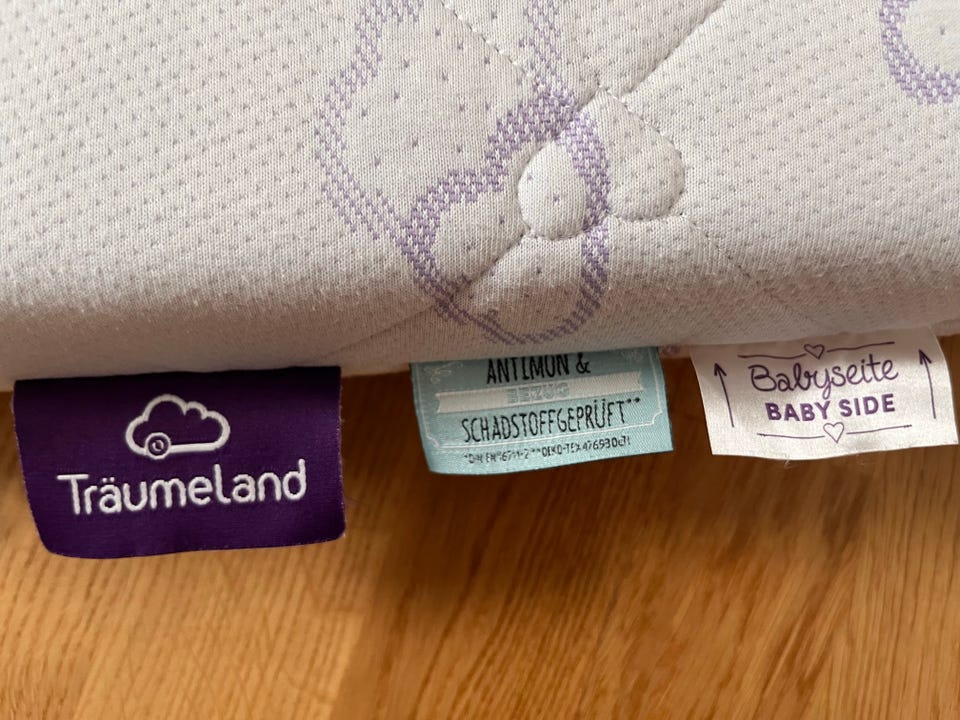 Träumeland
ANTIMON &
BEZUG
SCHADSTOFFGEPRÜFT**
Babyseite
BABY SIDE